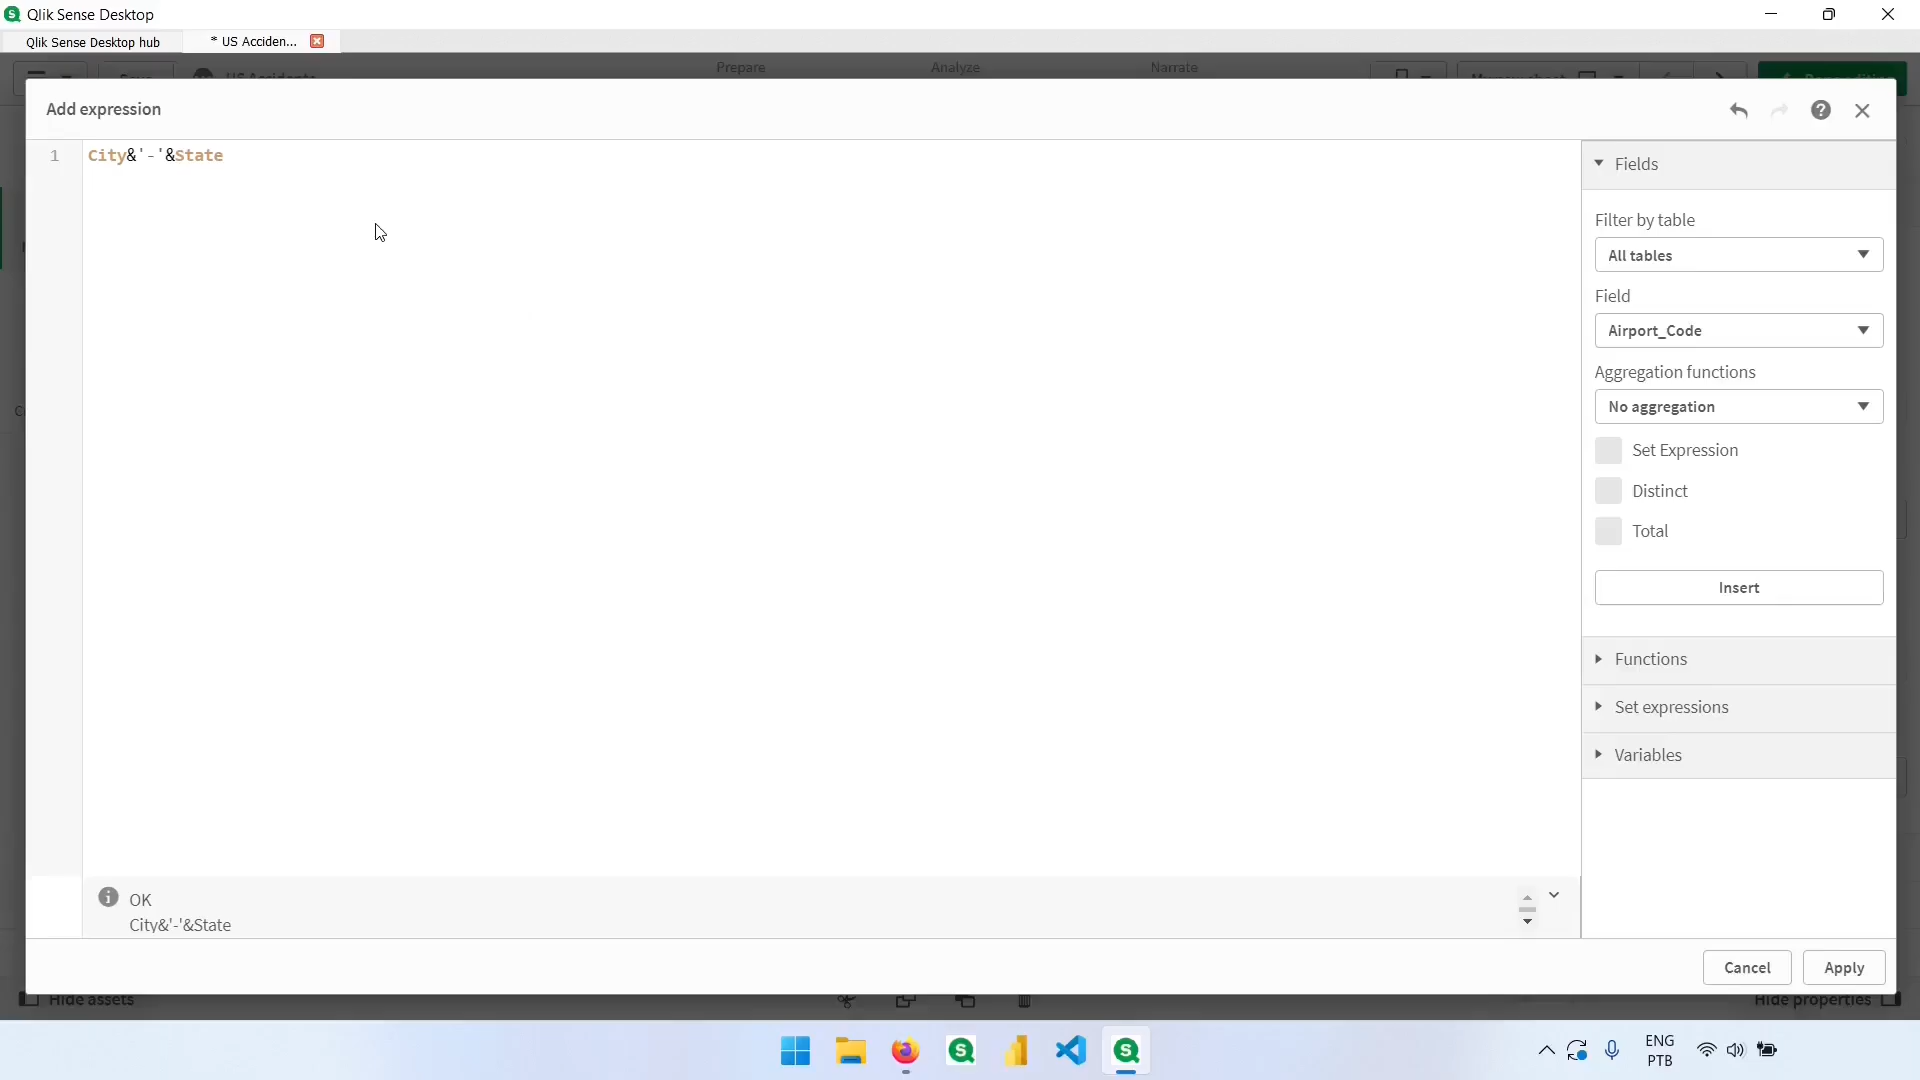 Qlik Sense Desktop
Qlik Sense Desktop hub
* US Acciden...
Prepare
Analyze
Narrate
Add expression
1
City&'-'&State
Fields
Filter by table
All tables
Field
Airport_Code
Aggregation functions
No aggregation
Set Expression
Distinct
Total
Insert
Functions
Set expressions
Variables
OK
City&'-'&State
Cancel
Apply
Hide assets
Hide properties
ENG
PTB